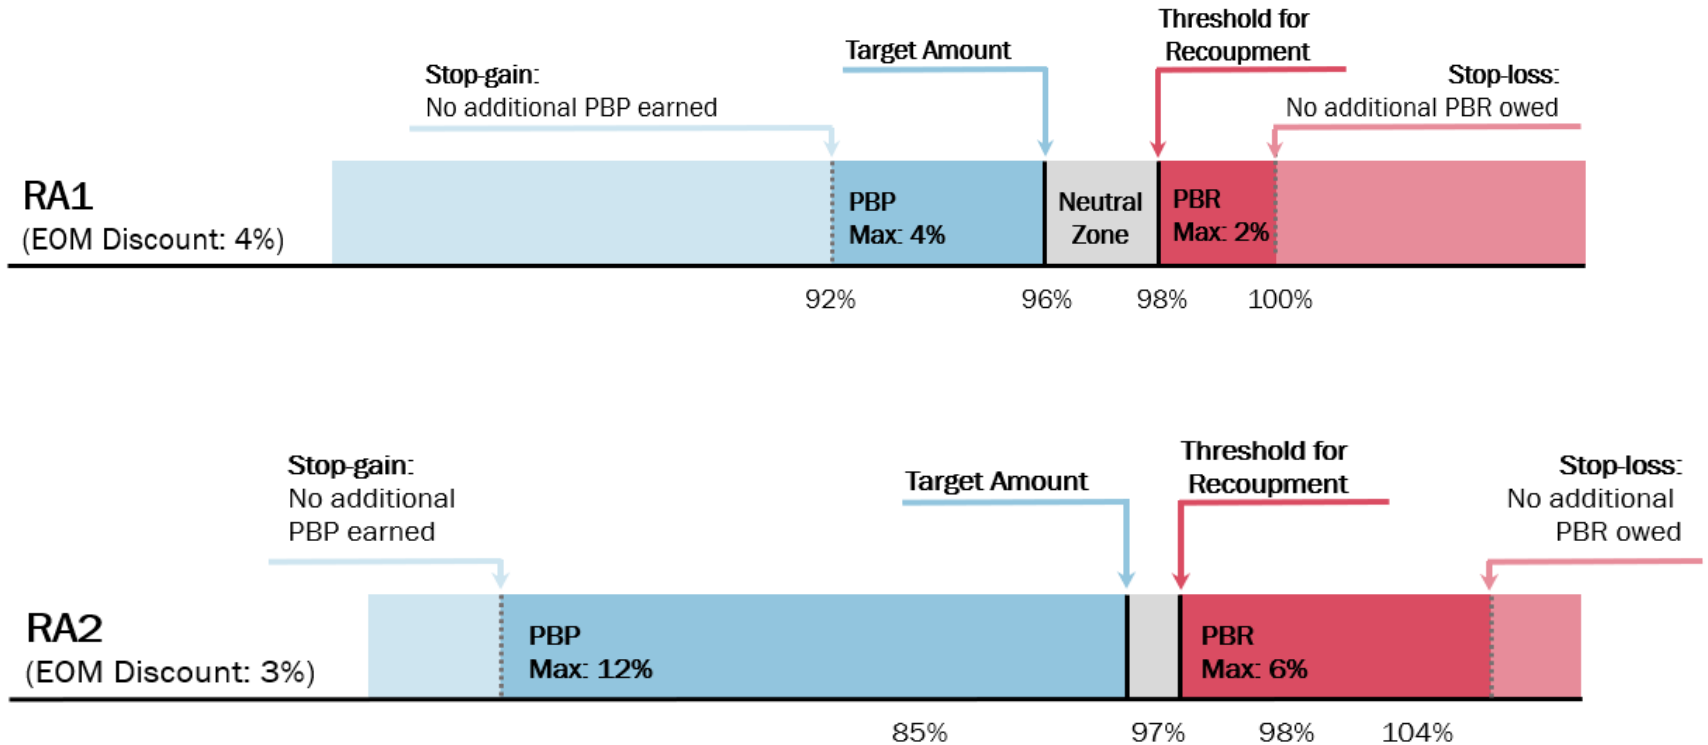 Threshold for
Recoupment
Target Amount
Stop-gain:
No additional PBP earned
Stop-loss:
No additional PBR owed
RA1
(EOM Discount: 4%)
PBP
Max: 4%
Neutral
Zone
PBR
Max: 2%
92%
96%
98%
100%
Stop-gain:
No additional
PBP earned
Target Amount
Threshold for
Recoupment
Stop-loss:
No additional
PBR owed
RA2
(EOM Discount: 3%)
PBP
Max: 12%
PBR
Max: 6%
85%
97%
98%
104%